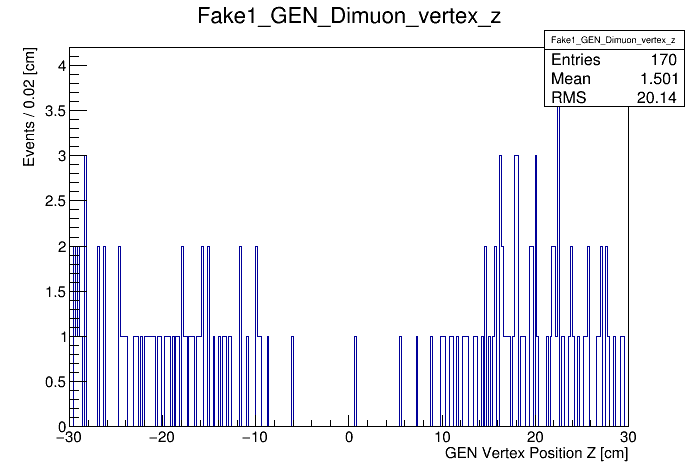 Fake1_GEN_Dimuon_vertex_z
Fake1_GEN_Dimuon_vertex_z
Entries 170
Mean 1.501
RMS 20.14
Events / 0.02 [cm]
4
3.5
3
2.5
2
1.5
1
0.5
0
−30 −20 −10 0 10 20 30
GEN Vertex Position Z [cm]